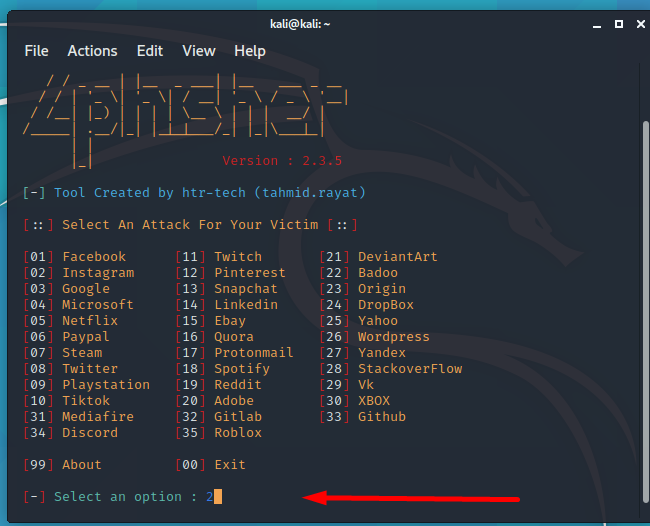 kali@kali: ~
File Actions Edit View Help
Zphisher
Version : 2.3.5
[-] Tool Created by htr-tech (tahmid.rayat)
[::] Select An Attack For Your Victim [::]
[01] Facebook [11] Twitch [21] DeviantArt
[02] Instagram [12] Pinterest [22] Badoo
[03] Google [13] Snapchat [23] Origin
[04] Microsoft [14] Linkedin [24] DropBox
[05] Netflix [15] Ebay [25] Yahoo
[06] Paypal [16] Quora [26] Wordpress
[07] Steam [17] Protonmail [27] Yandex
[08] Twitter [18] Spotify [28] StackoverFlow
[09] Playstation [19] Reddit [29] Vk
[10] Tiktok [20] Adobe [30] XBOX
[31] Mediafire [32] Gitlab [33] Github
[34] Discord [35] Roblox
[99] About [00] Exit
[-] Select an option : 2